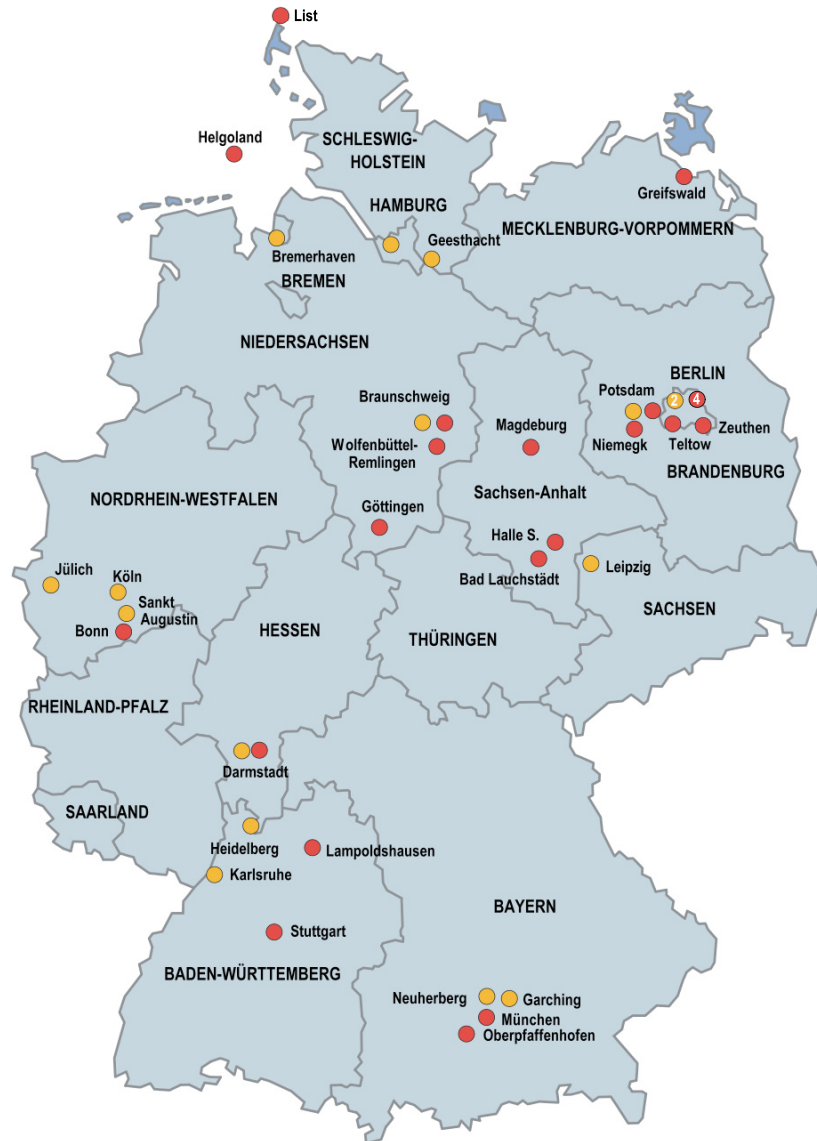 List
Helgoland
SCHLESWIG-
HOLSTEIN
Greifswald
HAMBURG
MECKLENBURG-VORPOMMERN
Geesthacht
Bremerhaven
BREMEN
NIEDERSACHSEN
BERLIN
Potsdam
2
4
Braunschweig
Magdeburg
Zeuthen
Niemegk
Teltow
Wolfenbüttel-
Remlingen
BRANDENBURG
NORDRHEIN-WESTFALEN
Sachsen-Anhalt
Göttingen
Halle S.
Leipzig
Bad Lauchstädt
Jülich
Köln
Sankt
Augustin
Bonn
HESSEN
THÜRINGEN
SACHSEN
RHEINLAND-PFALZ
Darmstadt
SAARLAND
Heidelberg
Lampoldshausen
Karlsruhe
BAYERN
Stuttgart
BADEN-WÜRTTEMBERG
Neuherberg
Garching
München
Oberpfaffenhofen